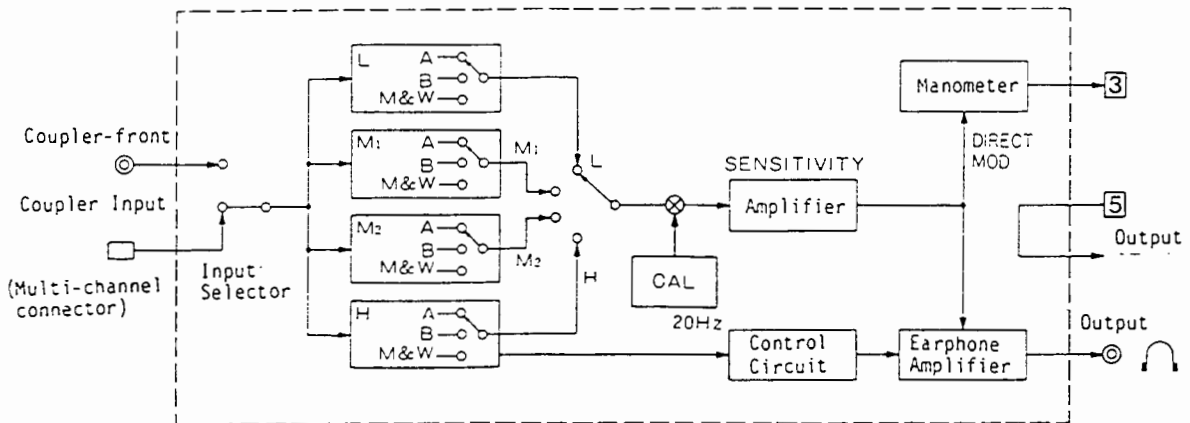 Coupler-front
Coupler Input
(Multi-channel
connector)
Input
Selector
L
A
B
M&W
M1
A
B
M&W
M2
A
B
M&W
H
A
B
M&W
M1
M2
L
H
CAL
20Hz
SENSITIVITY
Amplifier
Control
Circuit
Manometer
DIRECT
MOD
Earphone
Amplifier
3
5
Output
Output